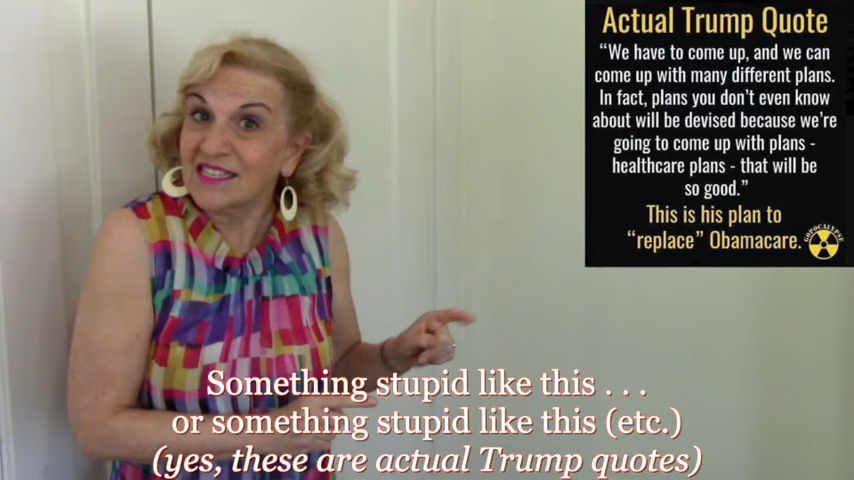 Actual Trump Quote
“We have to come up, and we can
come up with many different plans.
In fact, plans you don’t even know
about will be devised because we’re
going to come up with plans -
healthcare plans - that will be
so good.”
This is his plan to
“replace” Obamacare.
GOPOCALYPSE
Something stupid like this . . .
or something stupid like this (etc.)
(yes, these are actual Trump quotes)